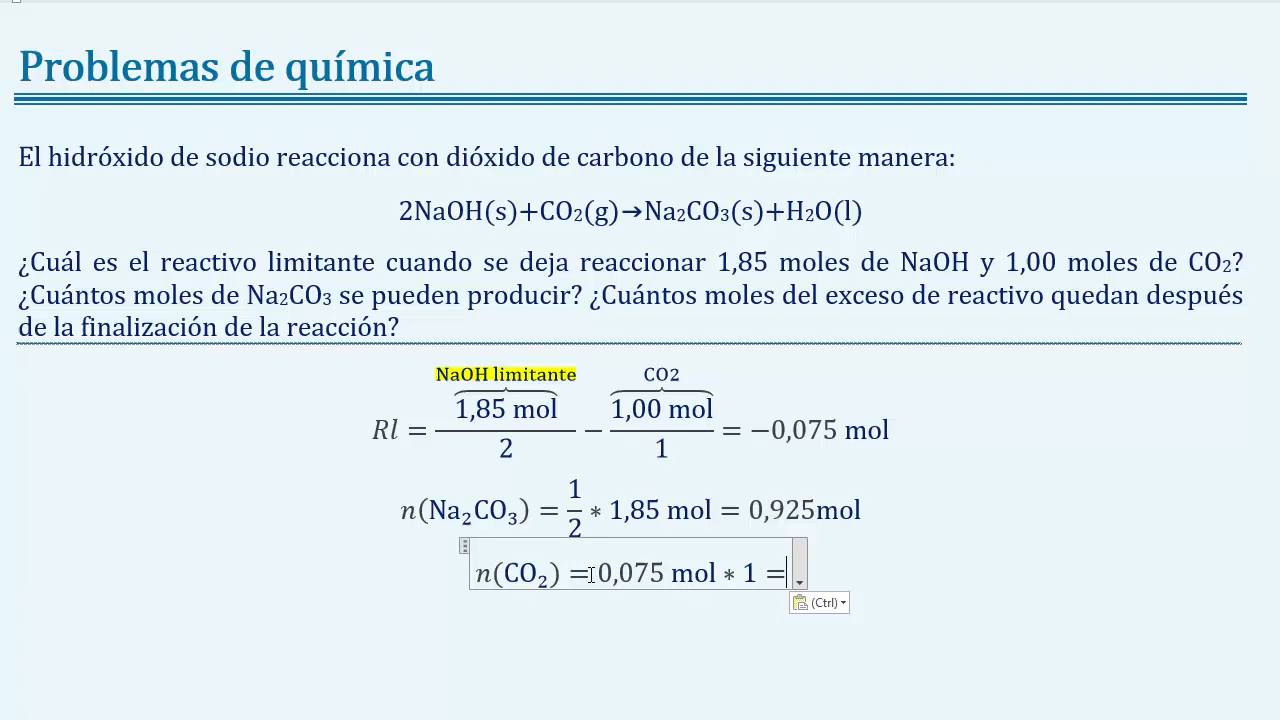 Problemas de química
El hidróxido de sodio reacciona con dióxido de carbono de la siguiente manera:
2NaOH(s)+CO₂(g)→Na₂CO₃(s)+H₂O(l)
¿Cuál es el reactivo limitante cuando se deja reaccionar 1,85 moles de NaOH y 1,00 moles de CO₂?
¿Cuántos moles de Na₂CO₃ se pueden producir? ¿Cuántos moles del exceso de reactivo quedan después
de la finalización de la reacción?
NaOH limitante CO2
1,85 mol 1,00 mol
Rl = − = −0,075 mol
2 1
1
n(Na₂CO₃) = ∗ 1,85 mol = 0,925mol
2
n(CO₂) = 0,075 mol ∗ 1 =
(Ctrl)